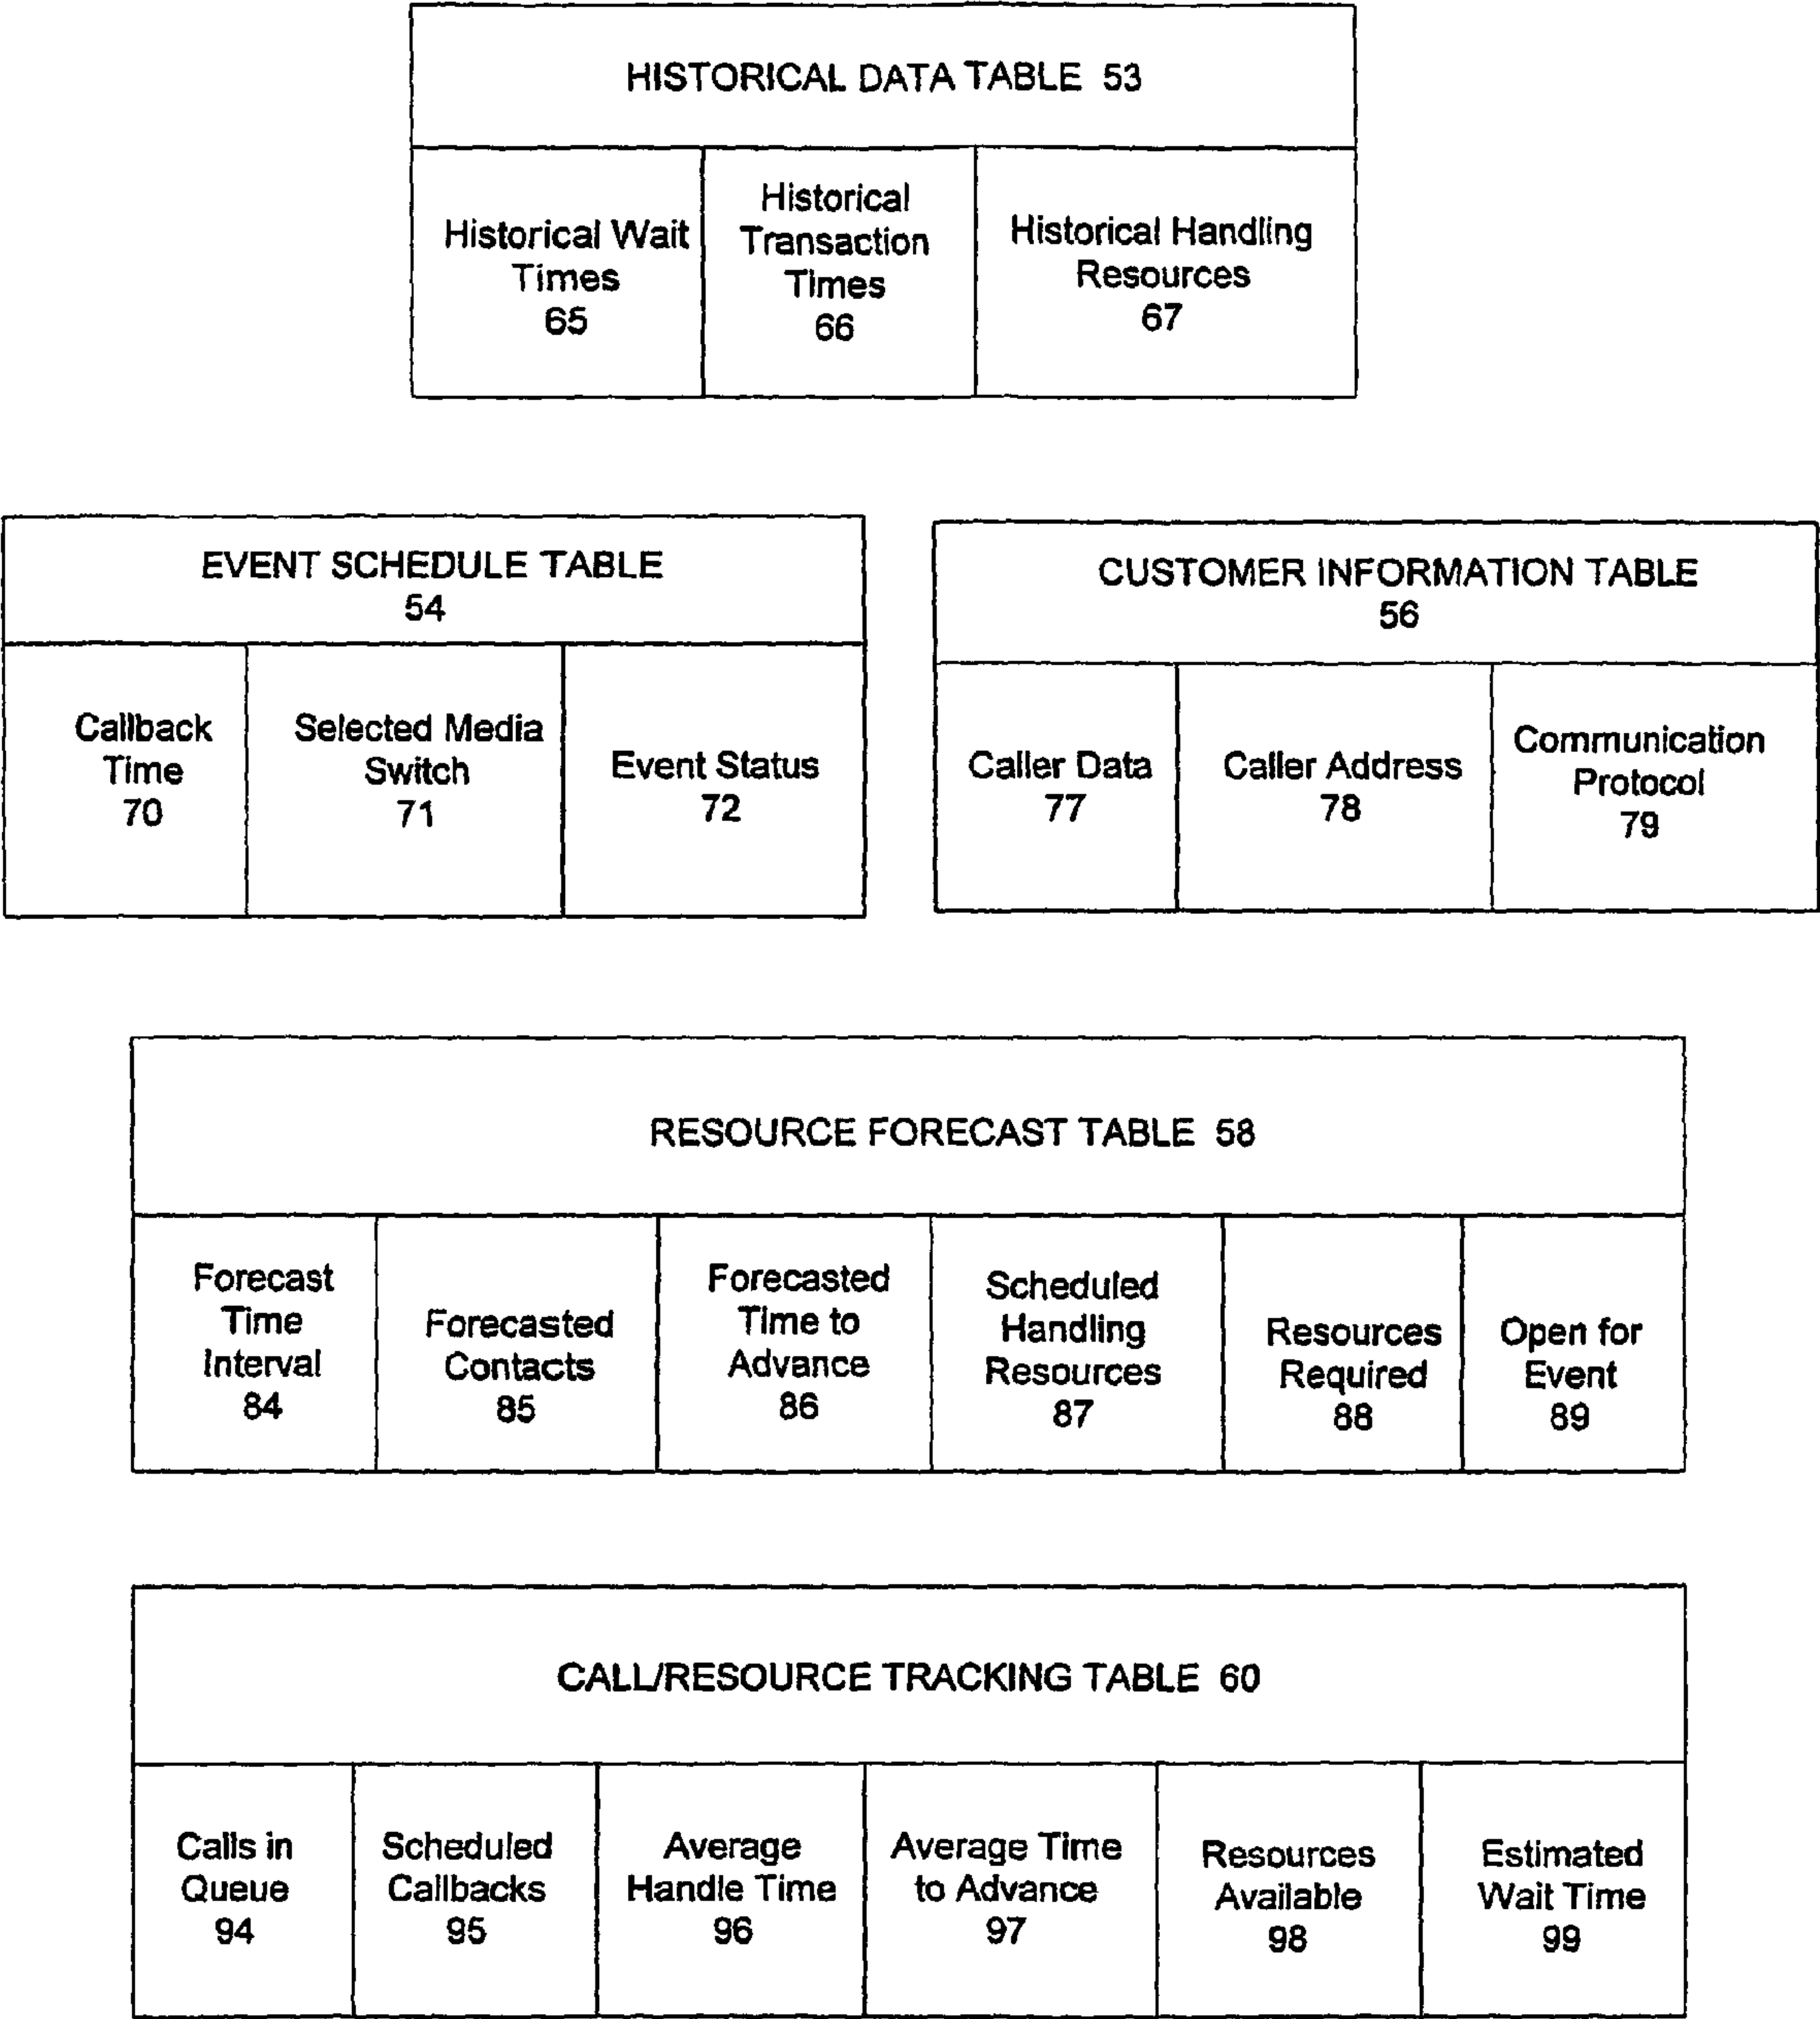 HISTORICAL DATA TABLE 53
Historical Wait
Times
65
Historical
Transaction
Times
66
Historical Handling
Resources
67
EVENT SCHEDULE TABLE
54
Callback
Time
70
Selected Media
Switch
71
Event Status
72
CUSTOMER INFORMATION TABLE
56
Caller Data
77
Caller Address
78
Communication
Protocol
79
RESOURCE FORECAST TABLE 58
Forecast
Time
Interval
84
Forecasted
Contacts
85
Forecasted
Time to
Advance
86
Scheduled
Handling
Resources
87
Resources
Required
88
Open for
Event
89
CALL/RESOURCE TRACKING TABLE 60
Calls in
Queue
94
Scheduled
Callbacks
95
Average
Handle Time
96
Average Time
to Advance
97
Resources
Available
98
Estimated
Wait Time
99